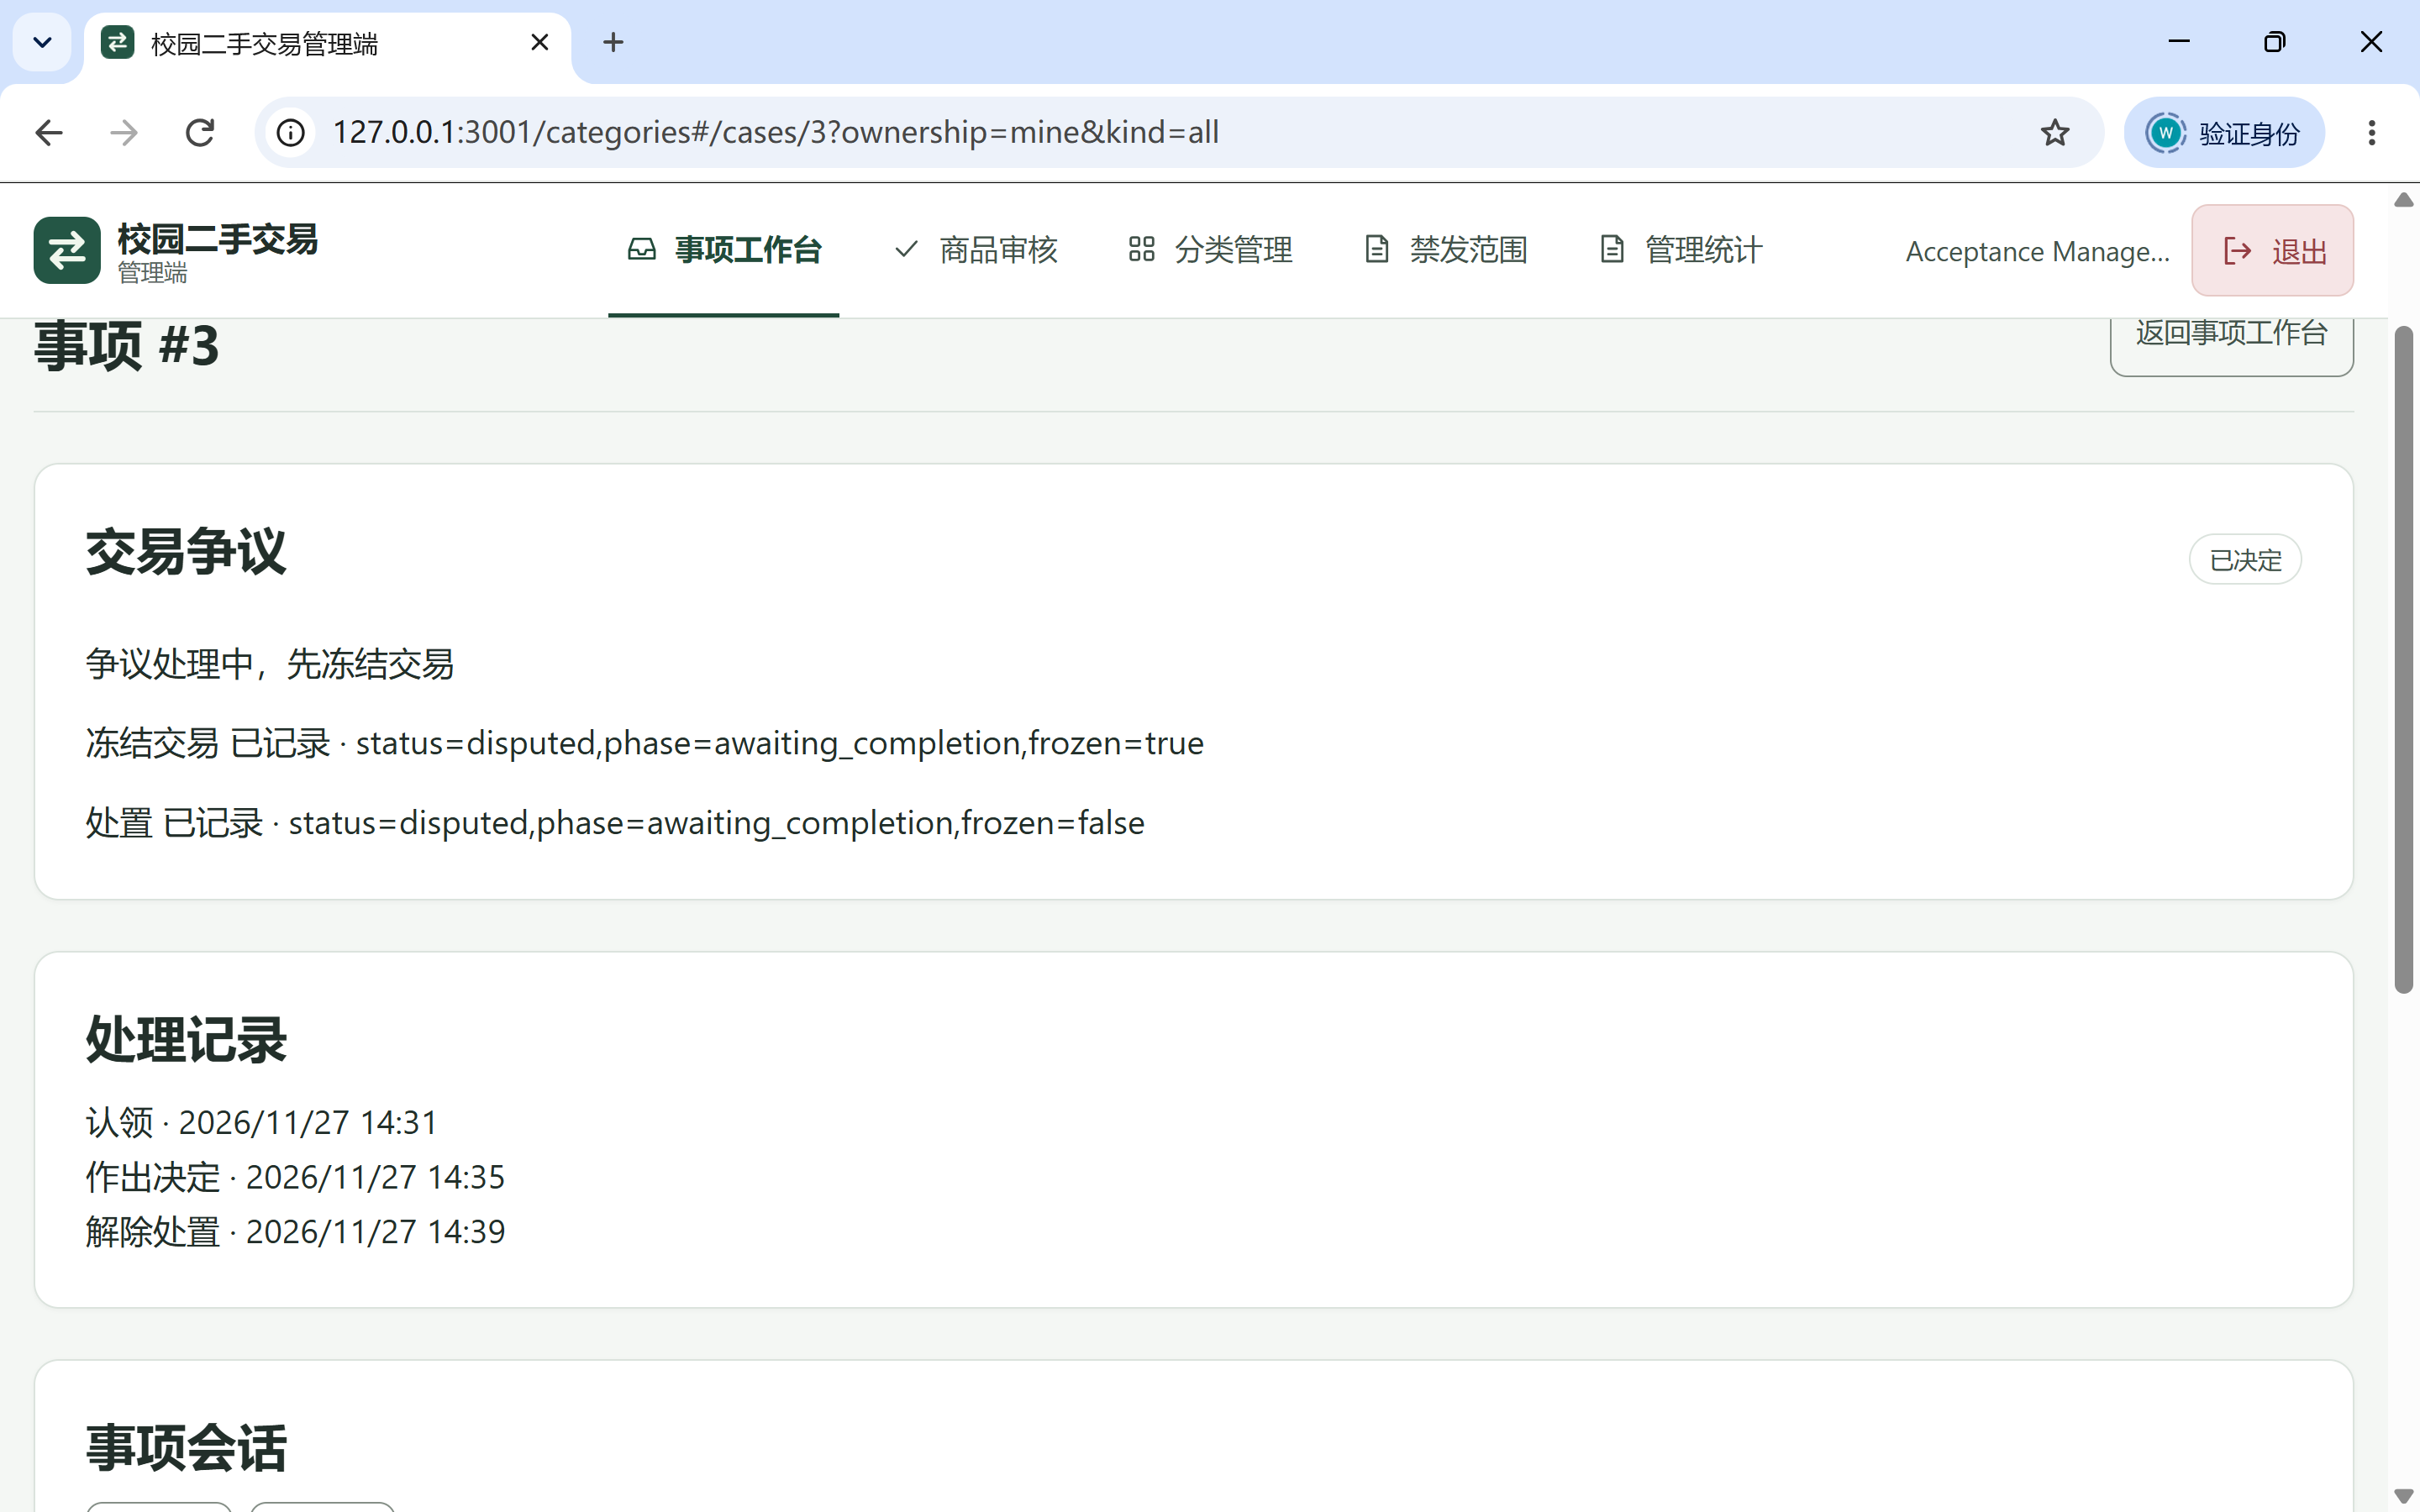 校园二手交易管理端
127.0.0.1:3001/categories#/cases/3?ownership=mine&kind=all
W 验证身份
校园二手交易
管理端
事项工作台
商品审核
分类管理
禁发范围
管理统计
Acceptance Manage...
退出
事项 #3
返回事项工作台
交易争议
已决定
争议处理中，先冻结交易
冻结交易 已记录 · status=disputed,phase=awaiting_completion,frozen=true
处置 已记录 · status=disputed,phase=awaiting_completion,frozen=false
处理记录
认领 · 2026/11/27 14:31
作出决定 · 2026/11/27 14:35
解除处置 · 2026/11/27 14:39
事项会话